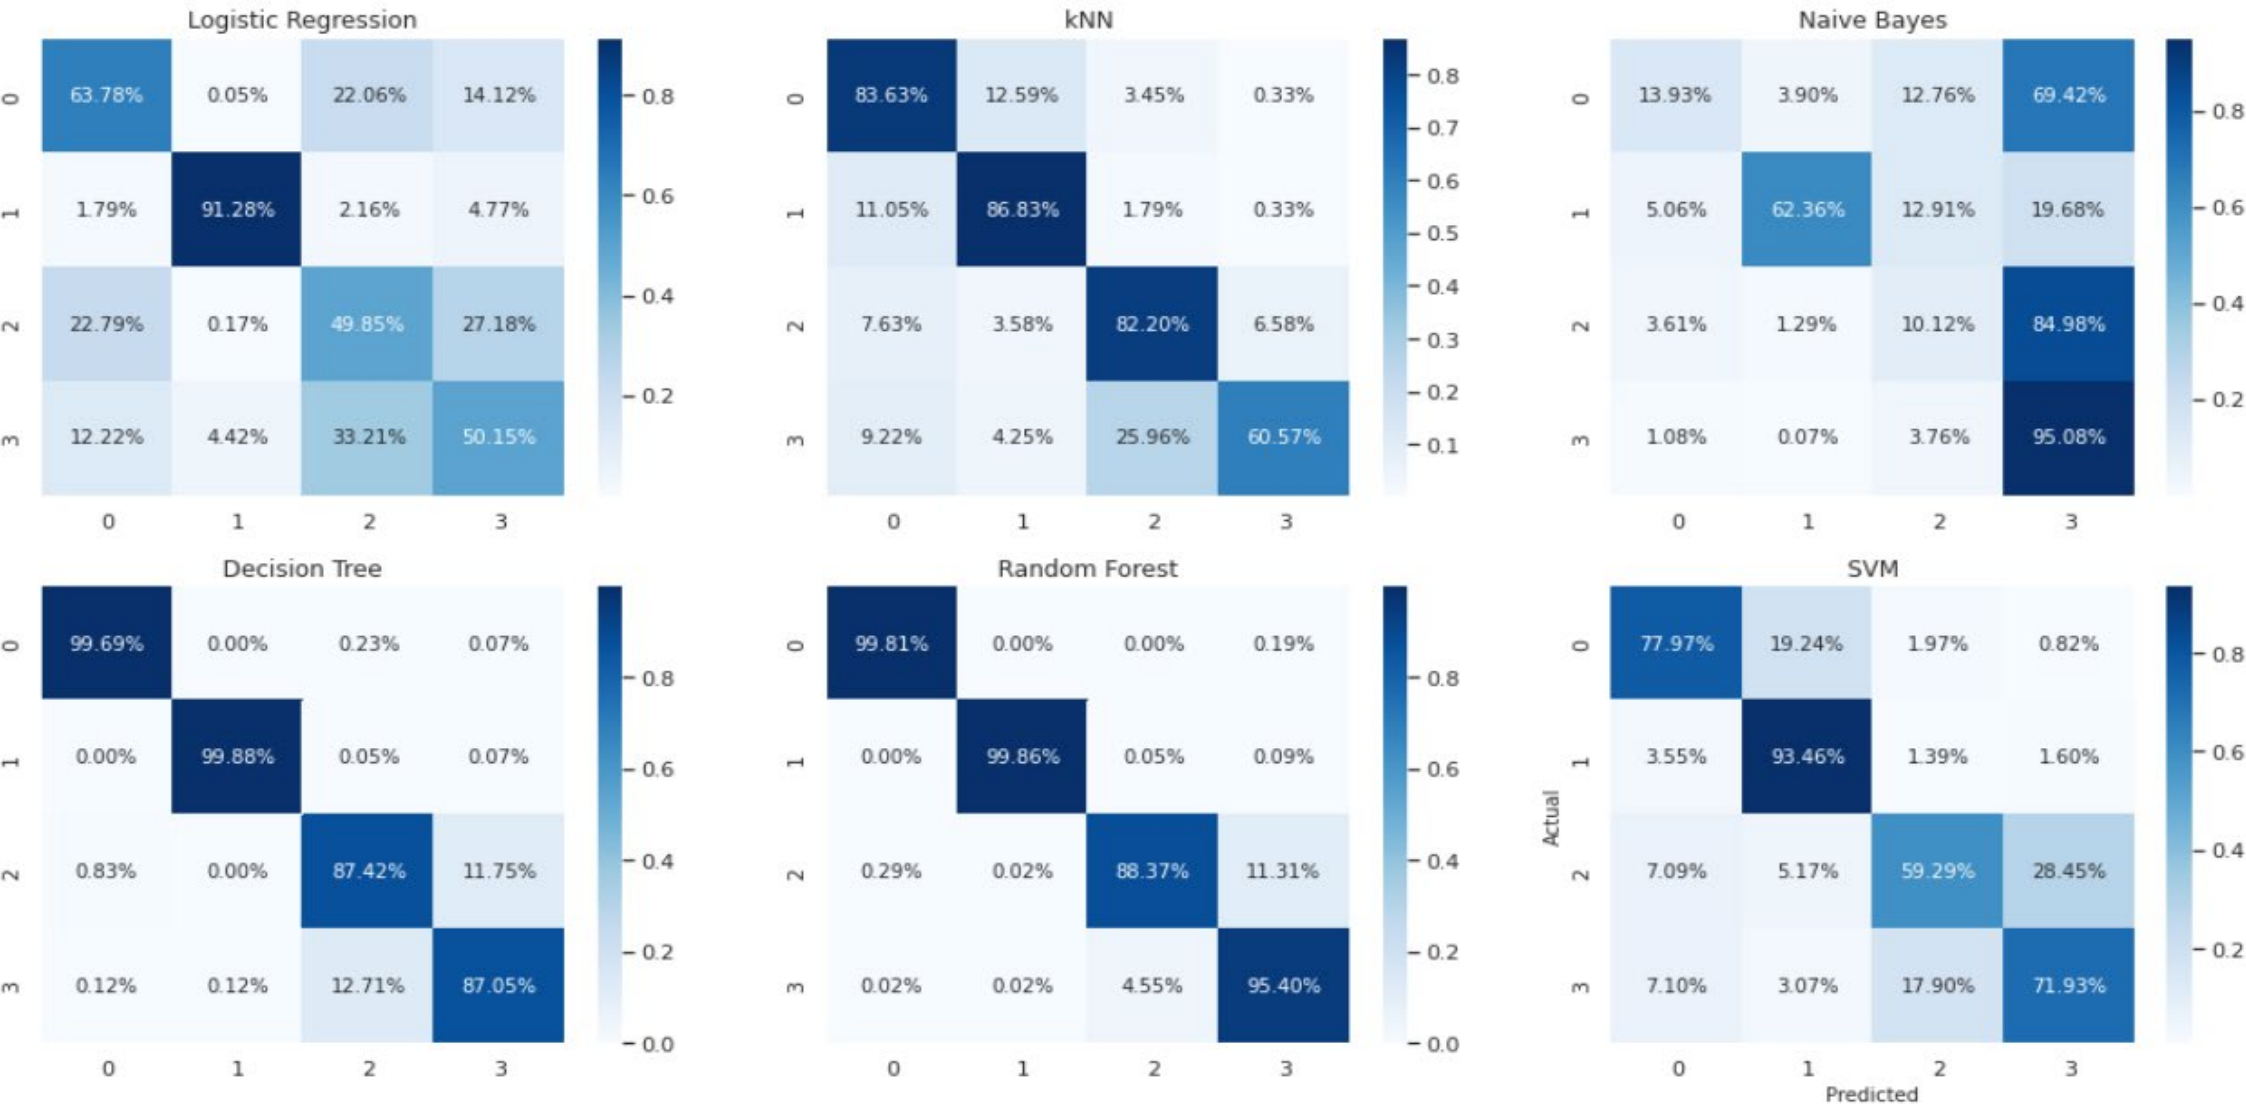 Logistic Regression
0 63.78% 0.05% 22.06% 14.12%
1 1.79% 91.28% 2.16% 4.77%
2 22.79% 0.17% 49.85% 27.18%
3 12.22% 4.42% 33.21% 50.15%
0 1 2 3
0.8
0.6
0.4
0.2
kNN
0 83.63% 12.59% 3.45% 0.33%
1 11.05% 86.83% 1.79% 0.33%
2 7.63% 3.58% 82.20% 6.58%
3 9.22% 4.25% 25.96% 60.57%
0 1 2 3
0.8
0.7
0.6
0.5
0.4
0.3
0.2
0.1
Naive Bayes
0 13.93% 3.90% 12.76% 69.42%
1 5.06% 62.36% 12.91% 19.68%
2 3.61% 1.29% 10.12% 84.98%
3 1.08% 0.07% 3.76% 95.08%
0 1 2 3
0.8
0.6
0.4
0.2
Decision Tree
0 99.69% 0.00% 0.23% 0.07%
1 0.00% 99.88% 0.05% 0.07%
2 0.83% 0.00% 87.42% 11.75%
3 0.12% 0.12% 12.71% 87.05%
0 1 2 3
0.8
0.6
0.4
0.2
0.0
Random Forest
0 99.81% 0.00% 0.00% 0.19%
1 0.00% 99.86% 0.05% 0.09%
2 0.29% 0.02% 88.37% 11.31%
3 0.02% 0.02% 4.55% 95.40%
0 1 2 3
0.8
0.6
0.4
0.2
0.0
SVM
0 77.97% 19.24% 1.97% 0.82%
1 3.55% 93.46% 1.39% 1.60%
2 7.09% 5.17% 59.29% 28.45%
3 7.10% 3.07% 17.90% 71.93%
0 1 2 3
Actual
Predicted
0.8
0.6
0.4
0.2